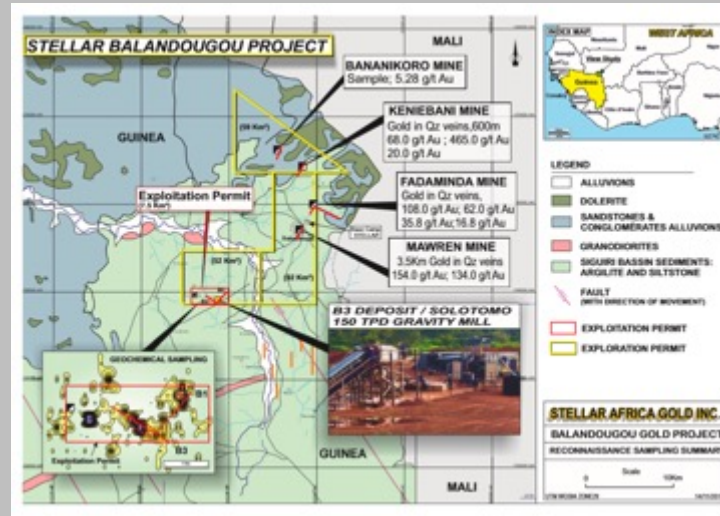 STELLAR BALANDOUGOU PROJECT
MALI
BANANIKORO MINE
Sample; 5.28 g/t Au
KENIEBANI MINE
Gold in Qz veins,600m
68.0 g/t Au ; 465.0 g/t Au
20.0 g/t Au
GUINEA
Exploitation Permit
FADAMINDA MINE
Gold in Qz veins,
108.0 g/t Au; 62.0 g/t Au
35.8 g/t Au;16.8 g/t Au
MAWREN MINE
3.5Km Gold in Qz veins
154.0 g/t Au; 134.0 g/t Au
(52 Km²)
B3 DEPOSIT / SOLOTOMO
150 TPD GRAVITY MILL
GEOCHEMICAL SAMPLING
B1
B3
Exploitation Permit
GUINEA
MALI
INDEX MAP
WEST AFRICA
Guinea
LEGEND
ALLUVIONS
DOLERITE
SANDSTONES &
CONGLOMERATES ALLUVIONS
GRANODIORITES
SIGUIRI BASSIN SEDIMENTS:
ARGILITE AND SILTSTONE
FAULT
(WITH DIRECTION OF MOVEMENT)
EXPLOITATION PERMIT
EXPLORATION PERMIT
STELLAR AFRICA GOLD INC.
BALANDOUGOU GOLD PROJECT
RECONNAISSANCE SAMPLING SUMMARY
Scale
0 10Km